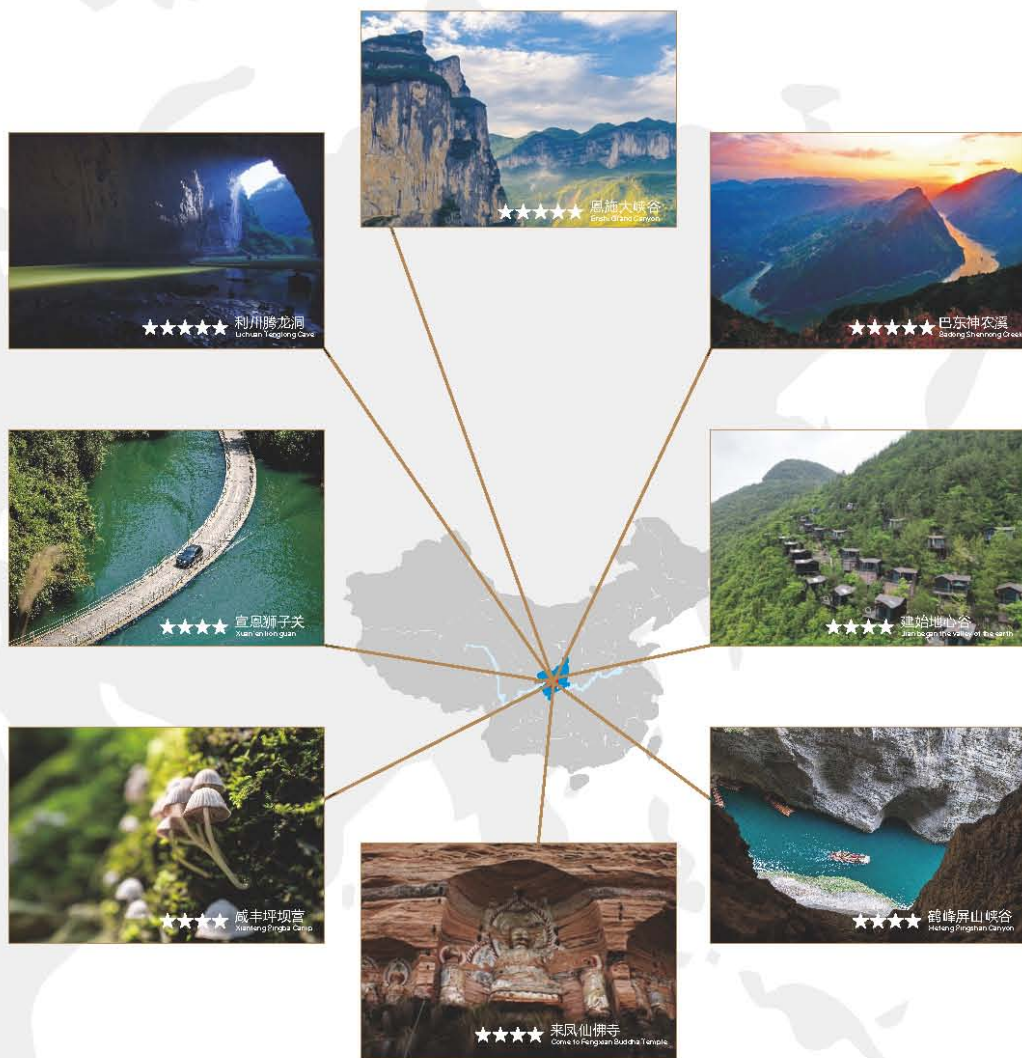 ★★★★★ 恩施大峡谷
Enshi Grand Canyon
★★★★★ 利川腾龙洞
Lichuan Tenglong Cave
★★★★★ 巴东神农溪
Badong Shennong Creek
★★★★ 宣恩狮子关
Xuan'en lion guan
★★★★ 建始地心谷
Jian began the valley of the earth
★★★★ 咸丰坪坝营
Xianfeng Pingba Camp
★★★★ 鹤峰屏山峡谷
Hefeng Pingshan Canyon
★★★★ 来凤仙佛寺
Come to Fengxian Buddha Temple